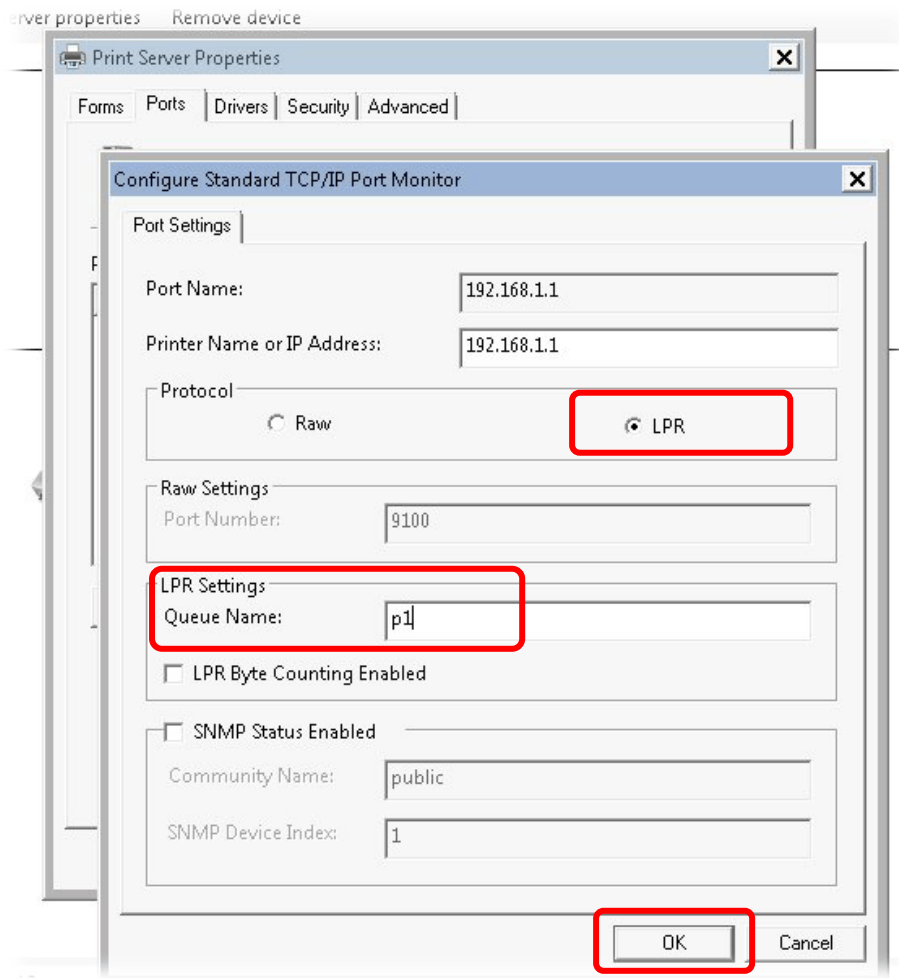 erver properties Remove device
Print Server Properties
Forms Ports Drivers Security Advanced
Configure Standard TCP/IP Port Monitor
Port Settings
Port Name: 192.168.1.1
Printer Name or IP Address: 192.168.1.1
Protocol
Raw LPR
Raw Settings
Port Number: 9100
LPR Settings
Queue Name: p1
LPR Byte Counting Enabled
SNMP Status Enabled
Community Name: public
SNMP Device Index: 1
OK Cancel